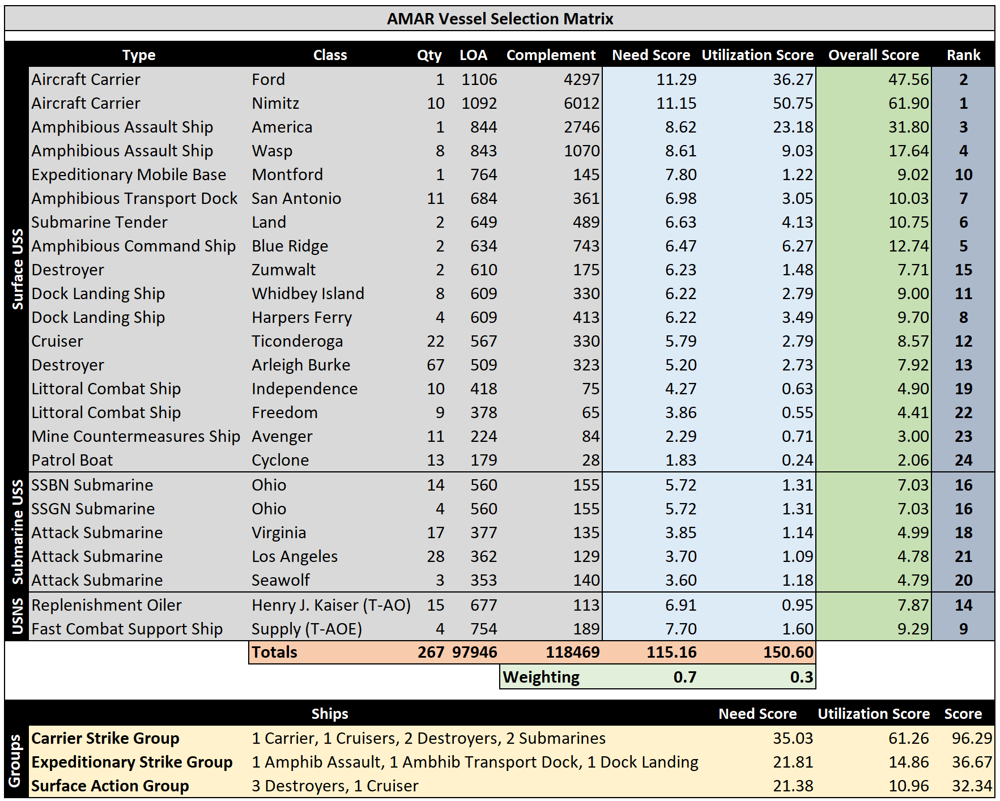 AMAR Vessel Selection Matrix
Type Class Qty LOA Complement Need Score Utilization Score Overall Score Rank
Surface USS
Aircraft Carrier Ford 1 1106 4297 11.29 36.27 47.56 2
Aircraft Carrier Nimitz 10 1092 6012 11.15 50.75 61.90 1
Amphibious Assault Ship America 1 844 2746 8.62 23.18 31.80 3
Amphibious Assault Ship Wasp 8 843 1070 8.61 9.03 17.64 4
Expeditionary Mobile Base Montford 1 764 145 7.80 1.22 9.02 10
Amphibious Transport Dock San Antonio 11 684 361 6.98 3.05 10.03 7
Submarine Tender Land 2 649 489 6.63 4.13 10.75 6
Amphibious Command Ship Blue Ridge 2 634 743 6.47 6.27 12.74 5
Destroyer Zumwalt 2 610 175 6.23 1.48 7.71 15
Dock Landing Ship Whidbey Island 8 609 330 6.22 2.79 9.00 11
Dock Landing Ship Harpers Ferry 4 609 413 6.22 3.49 9.70 8
Cruiser Ticonderoga 22 567 330 5.79 2.79 8.57 12
Destroyer Arleigh Burke 67 509 323 5.20 2.73 7.92 13
Littoral Combat Ship Independence 10 418 75 4.27 0.63 4.90 19
Littoral Combat Ship Freedom 9 378 65 3.86 0.55 4.41 22
Mine Countermeasures Ship Avenger 11 224 84 2.29 0.71 3.00 23
Patrol Boat Cyclone 13 179 28 1.83 0.24 2.06 24
Submarine USS
SSBN Submarine Ohio 14 560 155 5.72 1.31 7.03 16
SSGN Submarine Ohio 4 560 155 5.72 1.31 7.03 16
Attack Submarine Virginia 17 377 135 3.85 1.14 4.99 18
Attack Submarine Los Angeles 28 362 129 3.70 1.09 4.78 21
Attack Submarine Seawolf 3 353 140 3.60 1.18 4.79 20
USNS
Replenishment Oiler Henry J. Kaiser (T-AO) 15 677 113 6.91 0.95 7.87 14
Fast Combat Support Ship Supply (T-AOE) 4 754 189 7.70 1.60 9.29 9
Totals 267 97946 118469 115.16 150.60
Weighting 0.7 0.3
Ships Need Score Utilization Score Score
Groups
Carrier Strike Group 1 Carrier, 1 Cruisers, 2 Destroyers, 2 Submarines 35.03 61.26 96.29
Expeditionary Strike Group 1 Amphib Assault, 1 Ambhib Transport Dock, 1 Dock Landing 21.81 14.86 36.67
Surface Action Group 3 Destroyers, 1 Cruiser 21.38 10.96 32.34